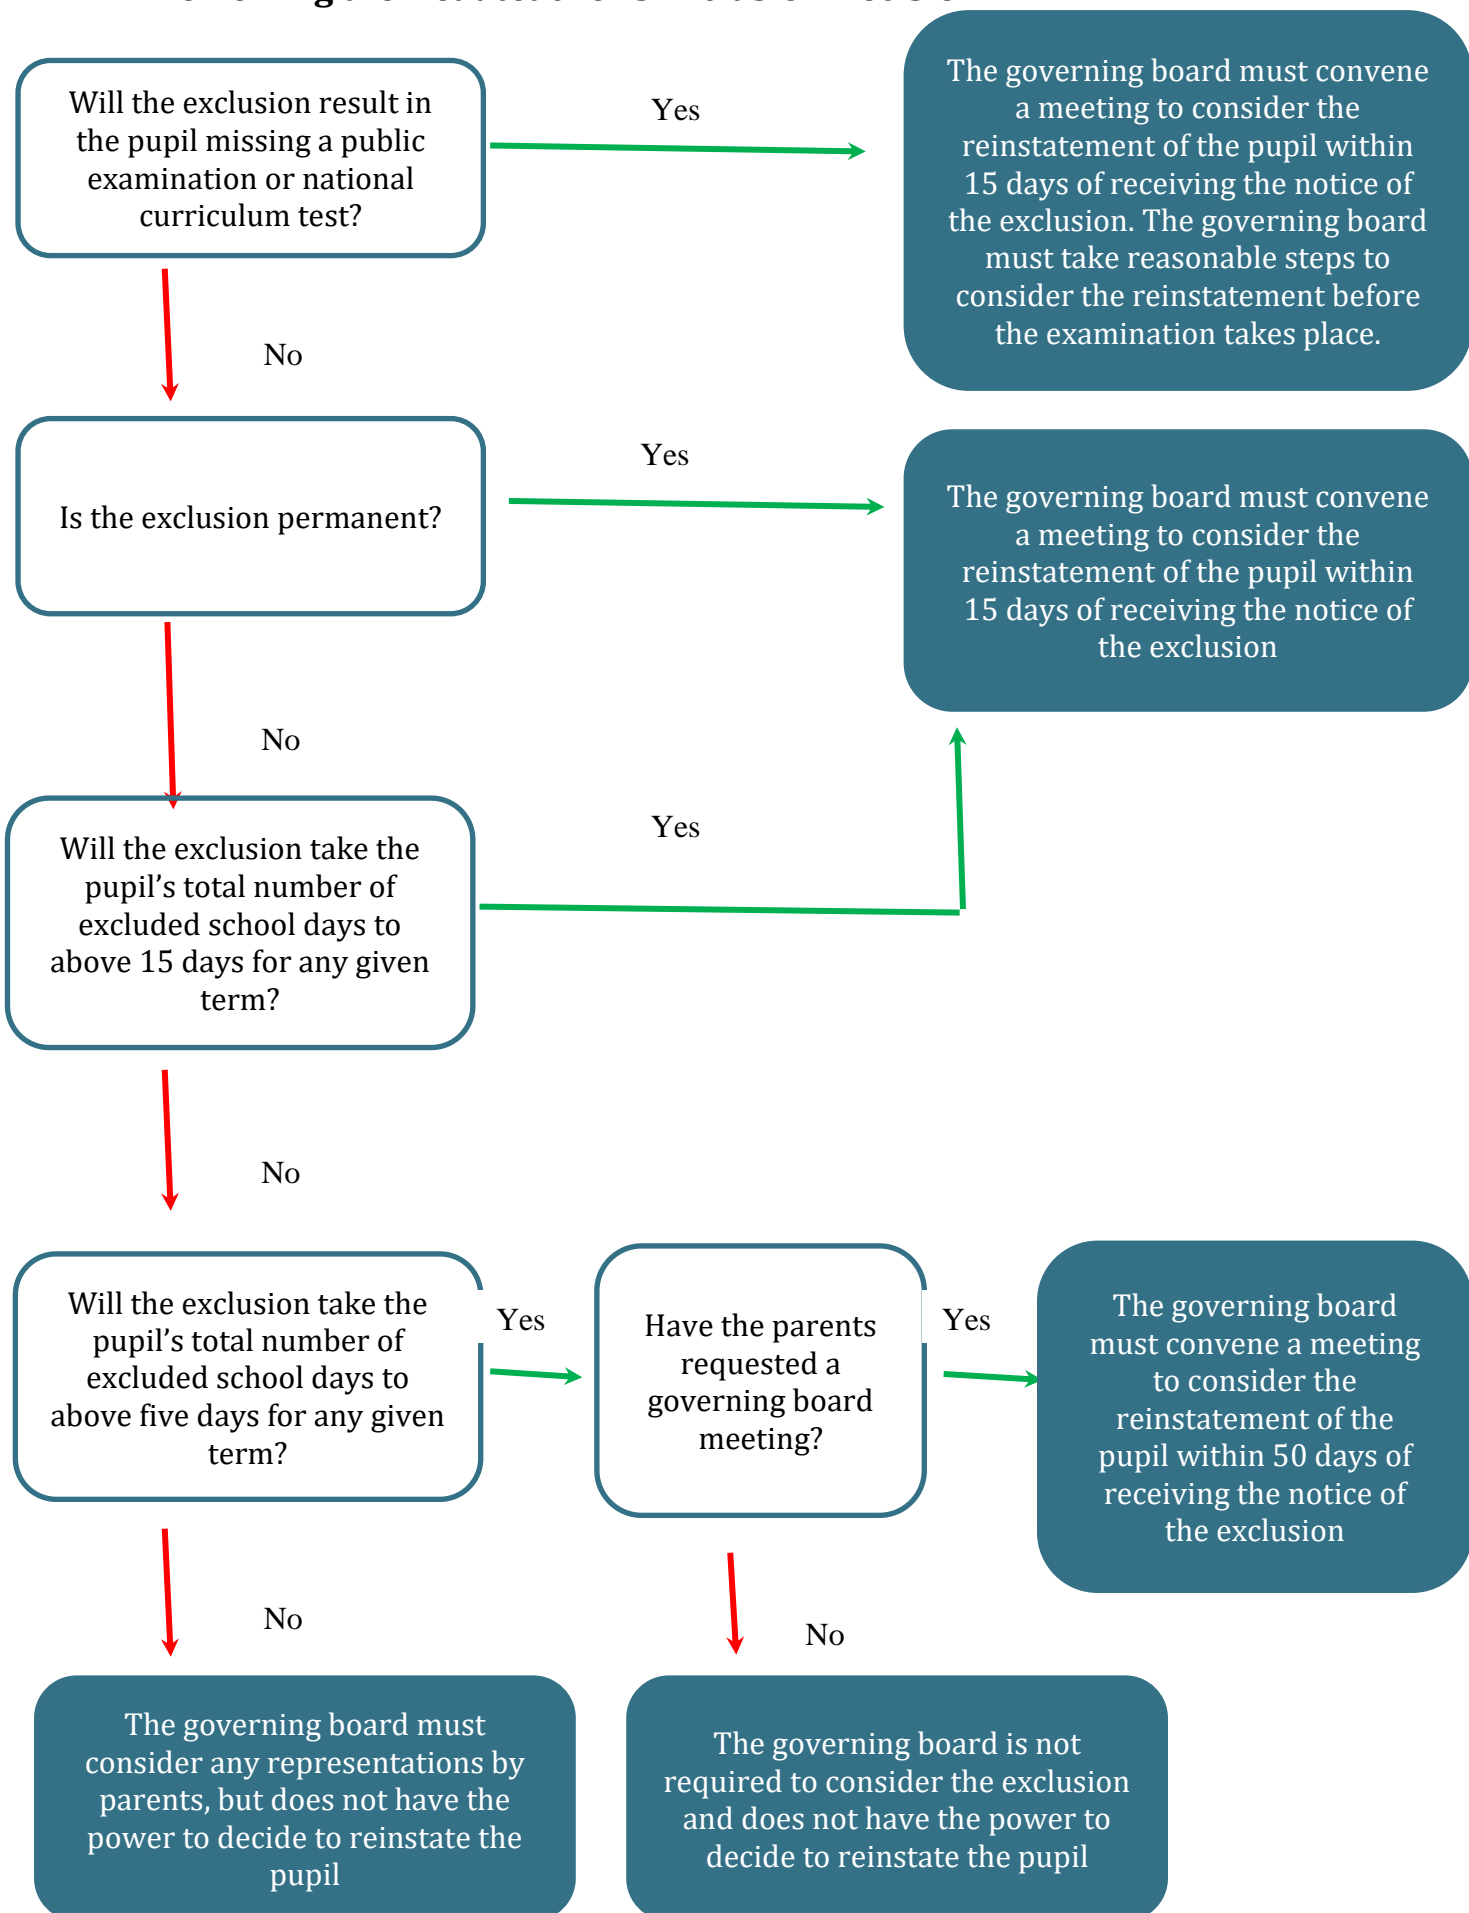 Will the exclusion result in
the pupil missing a public
examination or national
curriculum test?
Yes
The governing board must convene
a meeting to consider the
reinstatement of the pupil within
15 days of receiving the notice of
the exclusion. The governing board
must take reasonable steps to
consider the reinstatement before
the examination takes place.
No
Is the exclusion permanent?
Yes
The governing board must convene
a meeting to consider the
reinstatement of the pupil within
15 days of receiving the notice of
the exclusion
No
Will the exclusion take the
pupil’s total number of
excluded school days to
above 15 days for any given
term?
Yes
No
Will the exclusion take the
pupil’s total number of
excluded school days to
above five days for any given
term?
Yes
Have the parents
requested a
governing board
meeting?
Yes
The governing board
must convene a meeting
to consider the
reinstatement of the
pupil within 50 days of
receiving the notice of
the exclusion
No
No
The governing board must
consider any representations by
parents, but does not have the
power to decide to reinstate the
pupil
The governing board is not
required to consider the exclusion
and does not have the power to
decide to reinstate the pupil